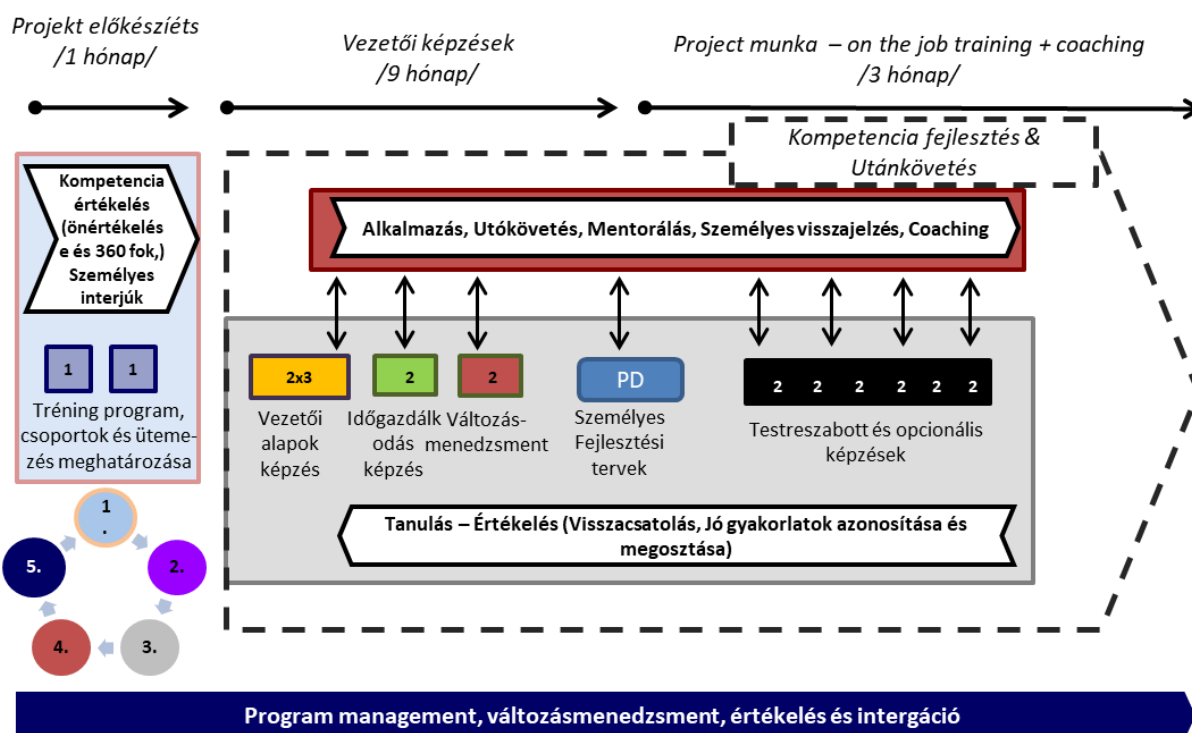 Projekt előkészíéts
/1 hónap/
Vezetői képzések
/9 hónap/
Project munka – on the job training + coaching
/3 hónap/
Kompetencia fejlesztés &
Utánkövetés
Kompetencia
értékelés
(önértékelés
e és 360 fok,)
Személyes
interjúk
Alkalmazás, Utókövetés, Mentorálás, Személyes visszajelzés, Coaching
1 1
Tréning program,
csoportok és üteme-
zés meghatározása
2x3
Vezetői
alapok
képzés
2
Időgazdálk
odás
képzés
2
Változás-
menedzsment
PD
Személyes
Fejlesztési
tervek
2 2 2 2 2 2
Testreszabott és opcionális
képzések
Tanulás – Értékelés (Visszacsatolás, Jó gyakorlatok azonosítása és
megosztása)
1
.
2.
3.
4.
5.
Program management, változásmenedzsment, értékelés és intergáció